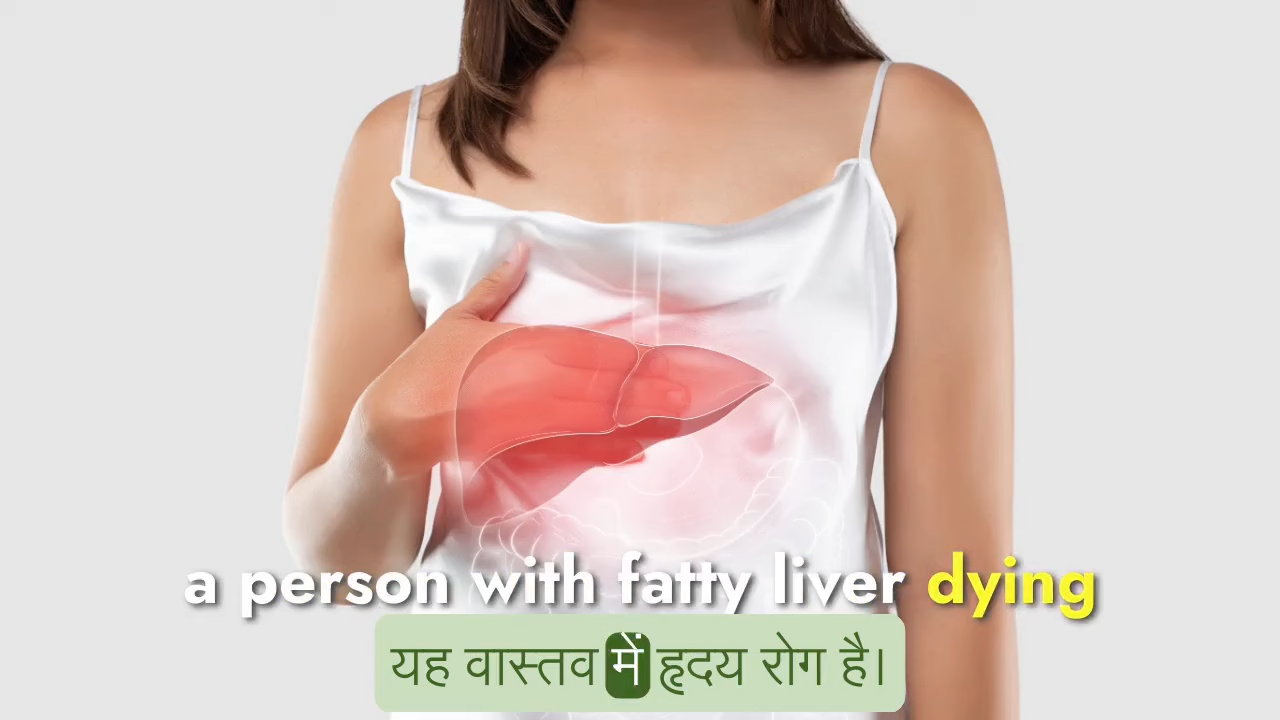 a person with fatty liver dying
यह वास्तव में हृदय रोग है।